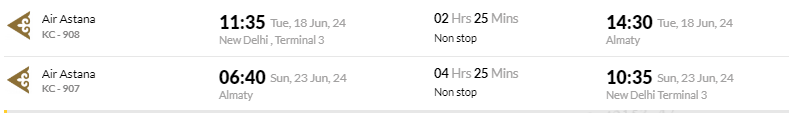 Air Astana 11:35 Tue, 18 Jun, 24 02 Hrs 25 Mins 14:30 Tue, 18 Jun, 24
KC - 908 New Delhi , Terminal 3 Non stop Almaty
Air Astana 06:40 Sun, 23 Jun, 24 04 Hrs 25 Mins 10:35 Sun, 23 Jun, 24
KC - 907 Almaty Non stop New Delhi Terminal 3